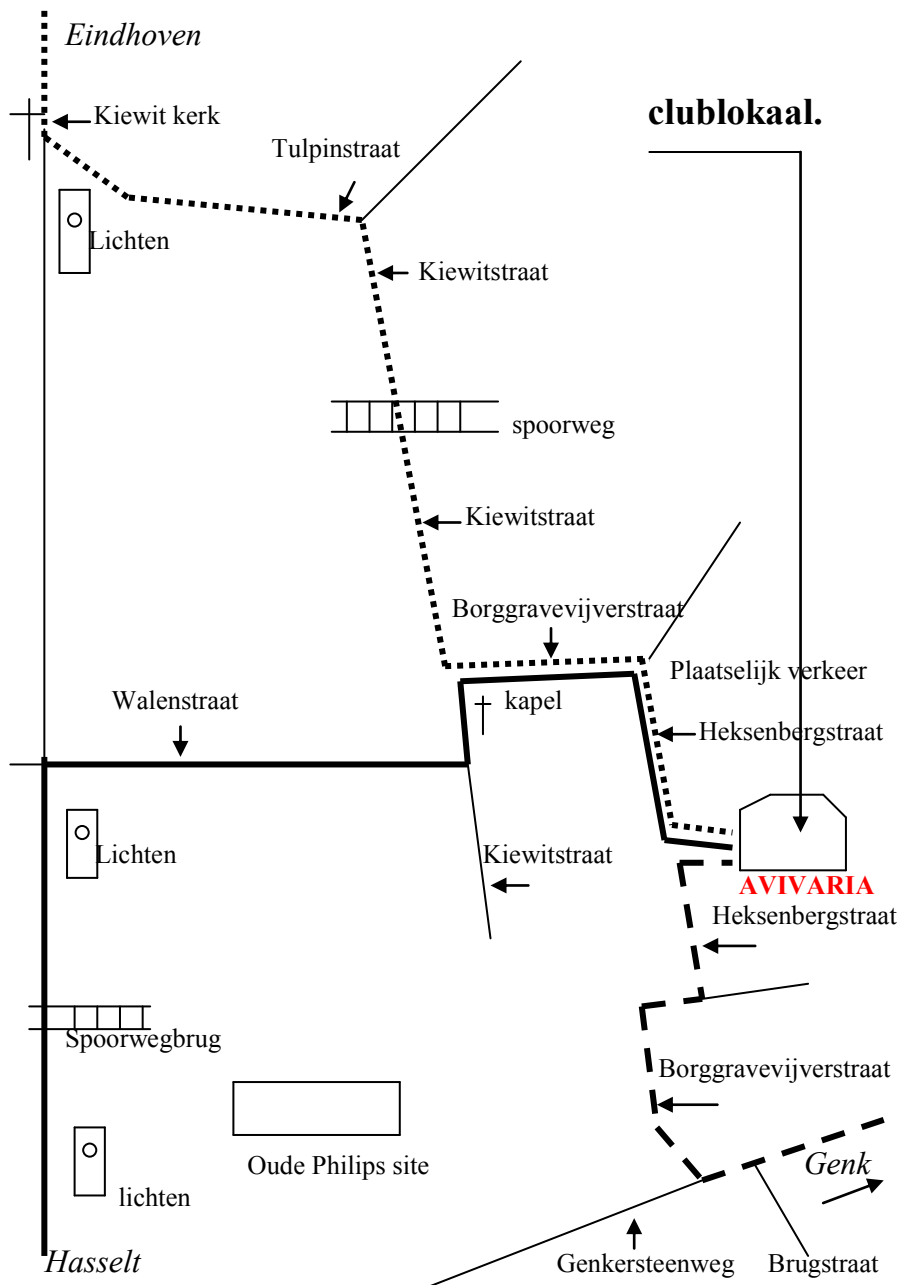 Eindhoven
Kiewit kerk
clublokaal.
Tulpinstraat
Lichten
Kiewitstraat
spoorweg
Kiewitstraat
Borggravevijverstraat
Plaatselijk verkeer
Walenstraat
kapel
Heksenbergstraat
Lichten
Kiewitstraat
AVIVARIA
Heksenbergstraat
Spoorwegbrug
Borggravevijverstraat
Oude Philips site
Genk
lichten
Hasselt
Genkersteenweg
Brugstraat